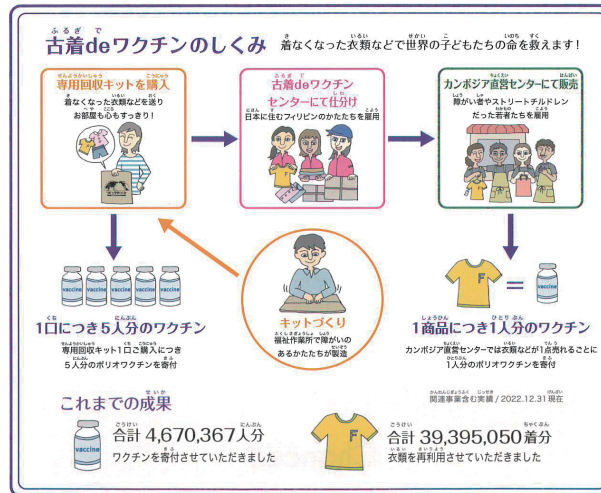 古着deワクチンのしくみ 着なくなった衣類などで世界の子どもたちの命を救えます!
専用回収キットを購入
着なくなった衣類などを送り
お部屋も心もすっきり!
古着deワクチン
センターにて仕分け
日本に住むフィリピンのかたたちを雇用
カンボジア直営センターにて販売
障がい者やストリートチルドレン
だった若者たちを雇用
vaccine vaccine vaccine vaccine vaccine
1口につき5人分のワクチン
専用回収キット1口ご購入につき
5人分のポリオワクチンを寄付
キットづくり
福祉作業所で障がいの
あるかたたちが製造
F = vaccine
1商品につき1人分のワクチン
カンボジア直営センターでは衣類などが1点売れるごとに
1人分のポリオワクチンを寄付
これまでの成果
関連事業含む実績/2022.12.31現在
vaccine
合計 4,670,367人分
ワクチンを寄付させていただきました
F
合計 39,395,050着分
衣類を再利用させていただきました